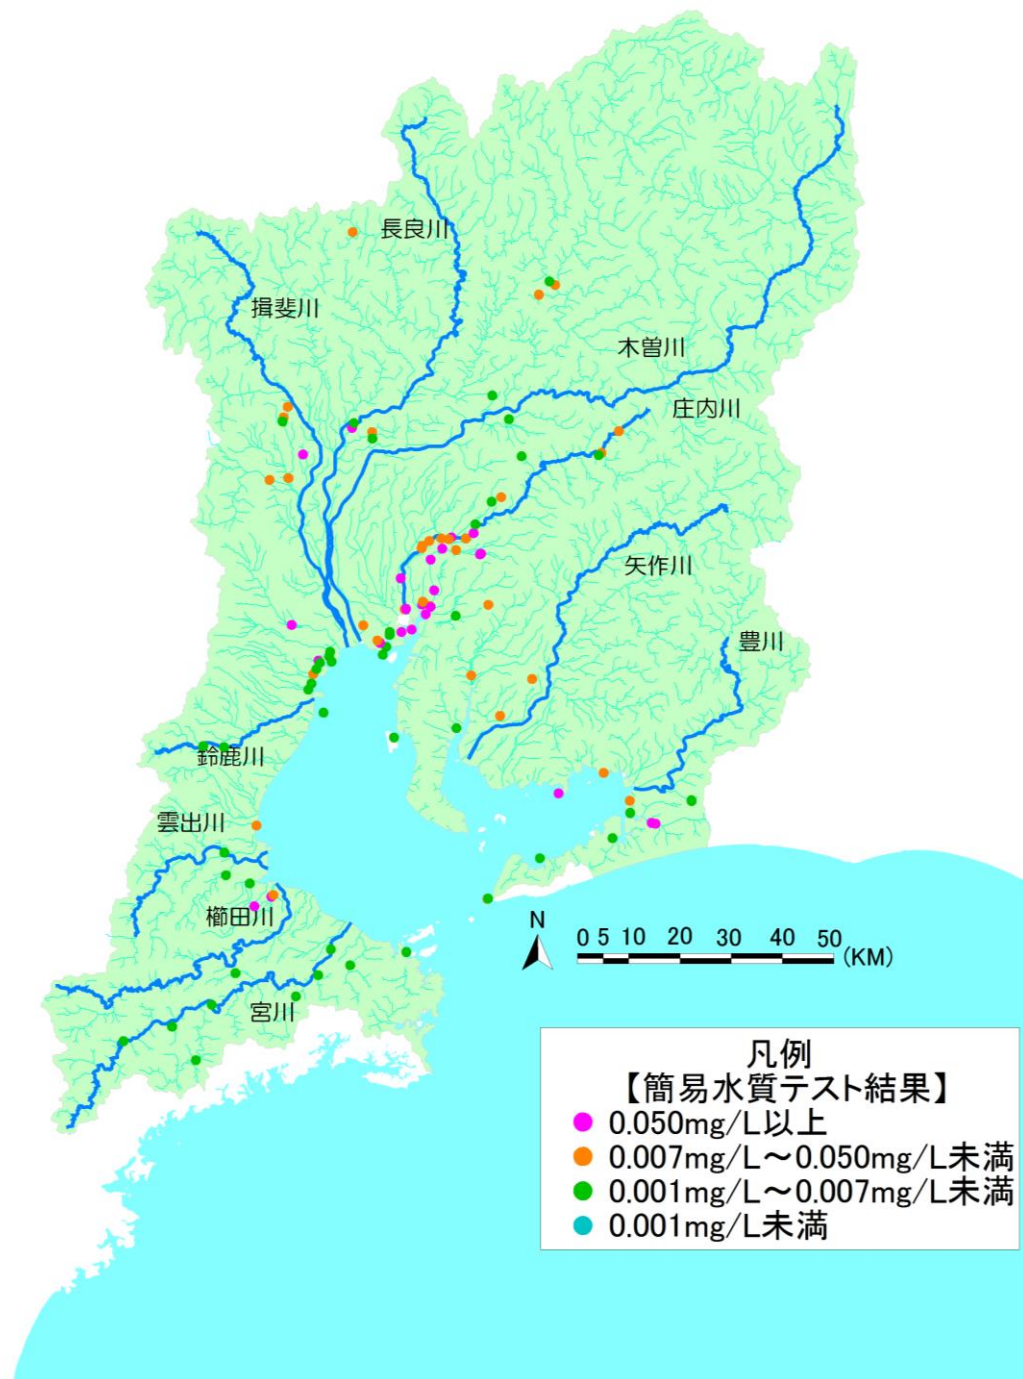 長良川
揖斐川
木曽川
庄内川
矢作川
豊川
鈴鹿川
雲出川
櫛田川
宮川
N
0 5 10 20 30 40 50 (KM)
凡例
【簡易水質テスト結果】
0.050mg/L以上
0.007mg/L～0.050mg/L未満
0.001mg/L～0.007mg/L未満
0.001mg/L未満